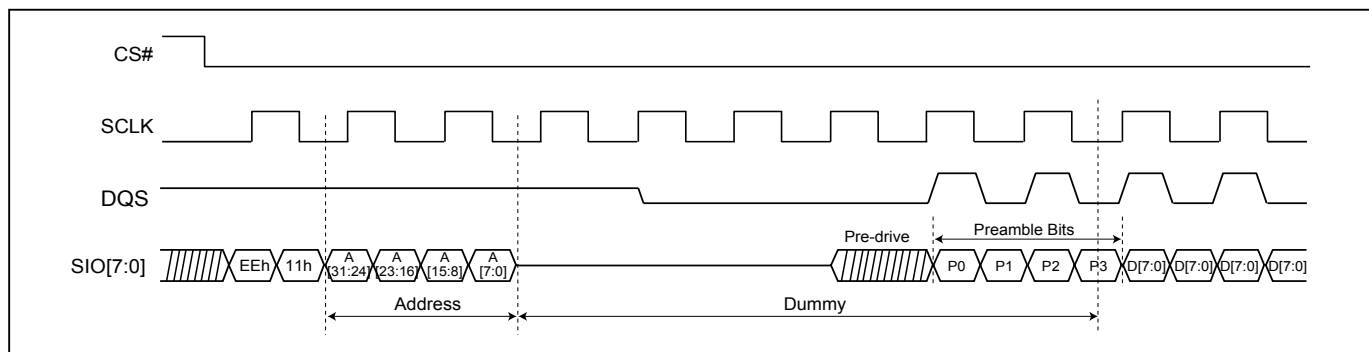 CS#
SCLK
DQS
Pre-drive
Preamble Bits
SIO[7:0]
EEh
11h
A
[31:24]
A
[23:16]
A
[15:8]
A
[7:0]
P0
P1
P2
P3
D[7:0]
D[7:0]
D[7:0]
D[7:0]
Address
Dummy